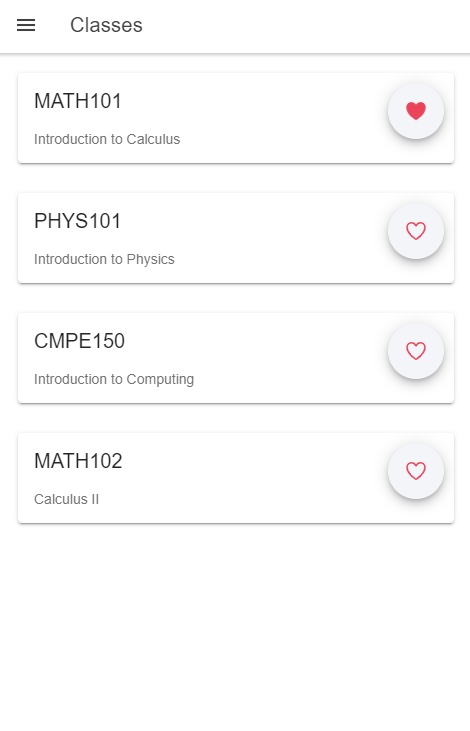 Classes
MATH101
Introduction to Calculus
PHYS101
Introduction to Physics
CMPE150
Introduction to Computing
MATH102
Calculus II